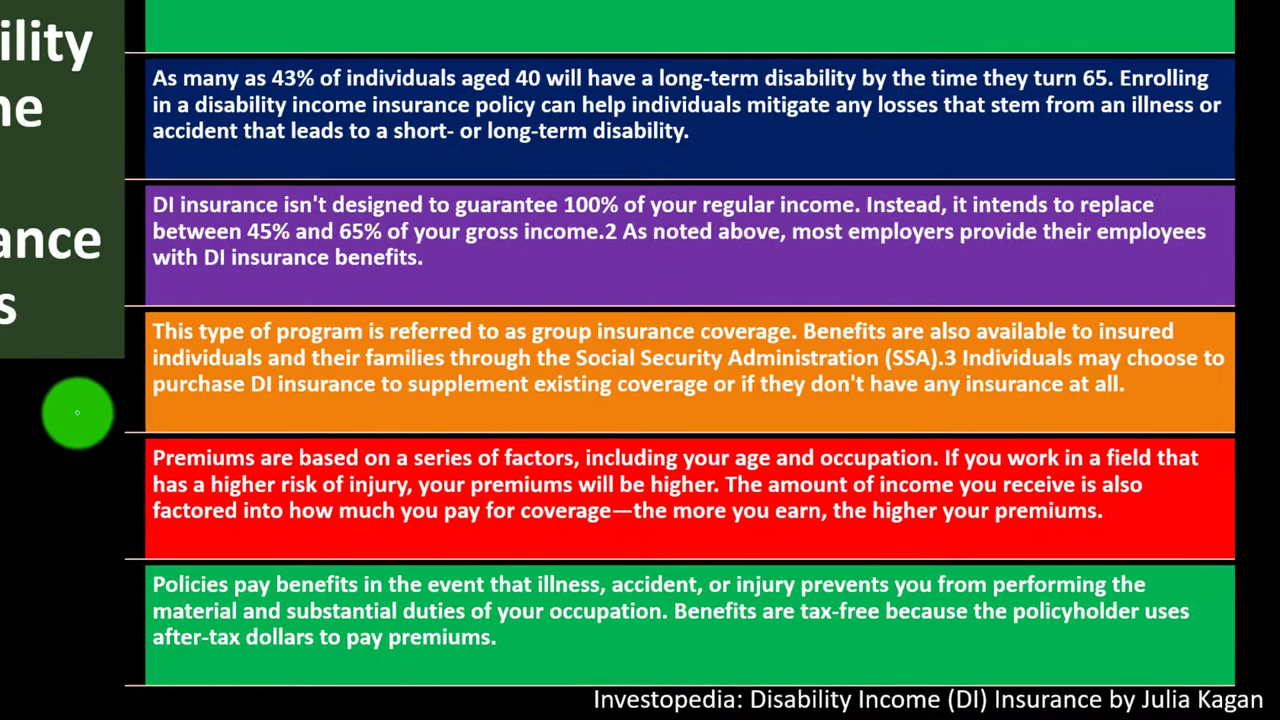 ility
ne
ance
s
As many as 43% of individuals aged 40 will have a long-term disability by the time they turn 65. Enrolling
in a disability income insurance policy can help individuals mitigate any losses that stem from an illness or
accident that leads to a short- or long-term disability.
DI insurance isn't designed to guarantee 100% of your regular income. Instead, it intends to replace
between 45% and 65% of your gross income.2 As noted above, most employers provide their employees
with DI insurance benefits.
This type of program is referred to as group insurance coverage. Benefits are also available to insured
individuals and their families through the Social Security Administration (SSA).3 Individuals may choose to
purchase DI insurance to supplement existing coverage or if they don't have any insurance at all.
Premiums are based on a series of factors, including your age and occupation. If you work in a field that
has a higher risk of injury, your premiums will be higher. The amount of income you receive is also
factored into how much you pay for coverage—the more you earn, the higher your premiums.
Policies pay benefits in the event that illness, accident, or injury prevents you from performing the
material and substantial duties of your occupation. Benefits are tax-free because the policyholder uses
after-tax dollars to pay premiums.
Investopedia: Disability Income (DI) Insurance by Julia Kagan